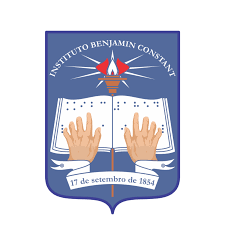 INSTITUTO BENJAMIN CONSTANT
17 de setembro de 1854